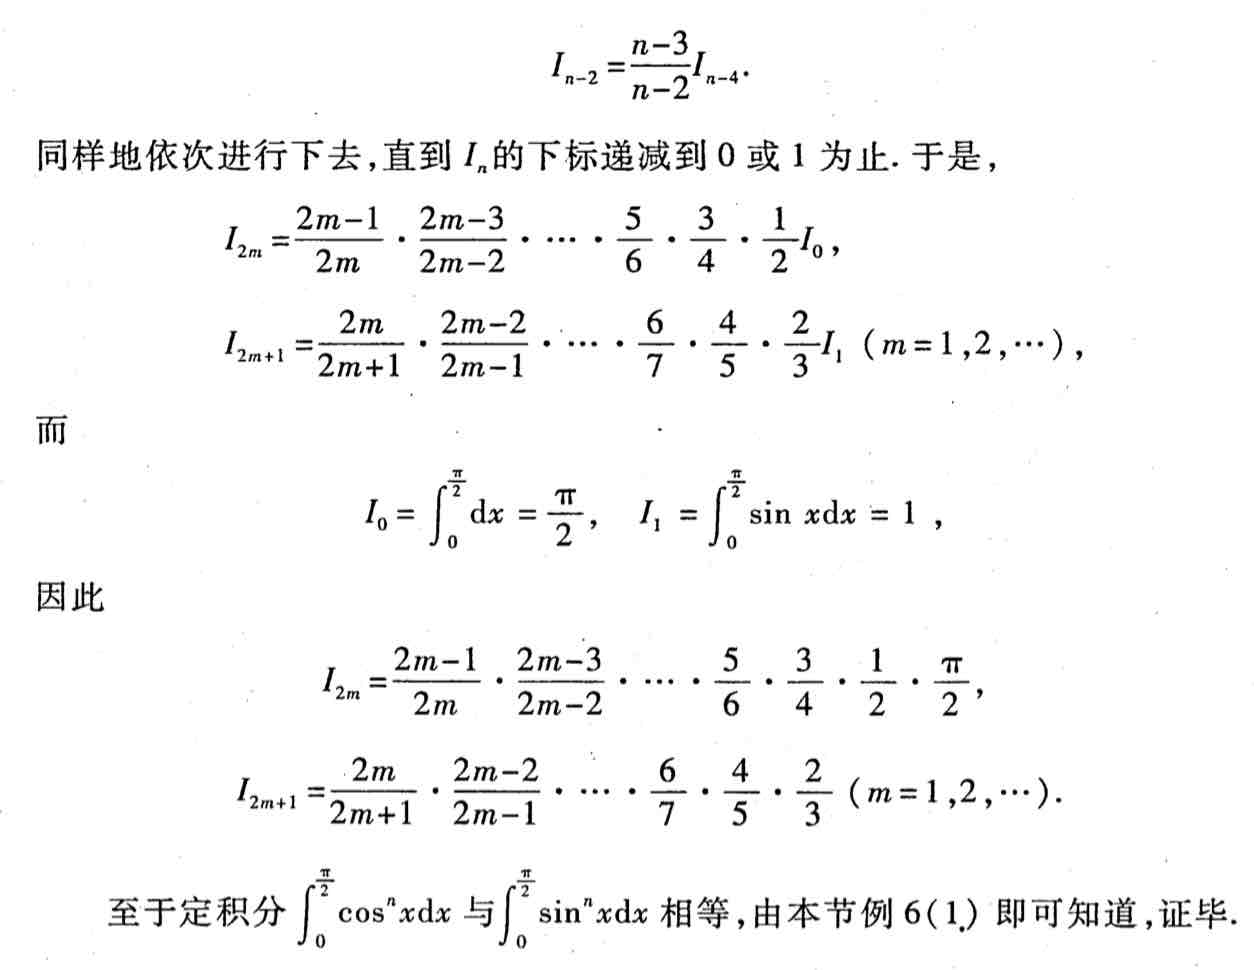 $I_{n-2}=\frac{n-3}{n-2}I_{n-4}.$
同样地依次进行下去,直到 $I_n$ 的下标递减到 0 或 1 为止. 于是,
$I_{2m}=\frac{2m-1}{2m}\cdot\frac{2m-3}{2m-2}\cdot\cdots\cdot\frac{5}{6}\cdot\frac{3}{4}\cdot\frac{1}{2}I_0,$
$I_{2m+1}=\frac{2m}{2m+1}\cdot\frac{2m-2}{2m-1}\cdot\cdots\cdot\frac{6}{7}\cdot\frac{4}{5}\cdot\frac{2}{3}I_1\ (m=1,2,\cdots),$
而
$I_0=\int_0^{\frac{\pi}{2}}\mathrm{d}x=\frac{\pi}{2},\quad I_1=\int_0^{\frac{\pi}{2}}\sin x\mathrm{d}x=1,$
因此
$I_{2m}=\frac{2m-1}{2m}\cdot\frac{2m-3}{2m-2}\cdot\cdots\cdot\frac{5}{6}\cdot\frac{3}{4}\cdot\frac{1}{2}\cdot\frac{\pi}{2},$
$I_{2m+1}=\frac{2m}{2m+1}\cdot\frac{2m-2}{2m-1}\cdot\cdots\cdot\frac{6}{7}\cdot\frac{4}{5}\cdot\frac{2}{3}\ (m=1,2,\cdots).$
至于定积分 $\int_0^{\frac{\pi}{2}}\cos^n x\mathrm{d}x$ 与 $\int_0^{\frac{\pi}{2}}\sin^n x\mathrm{d}x$ 相等,由本节例 6(1) 即可知道,证毕.